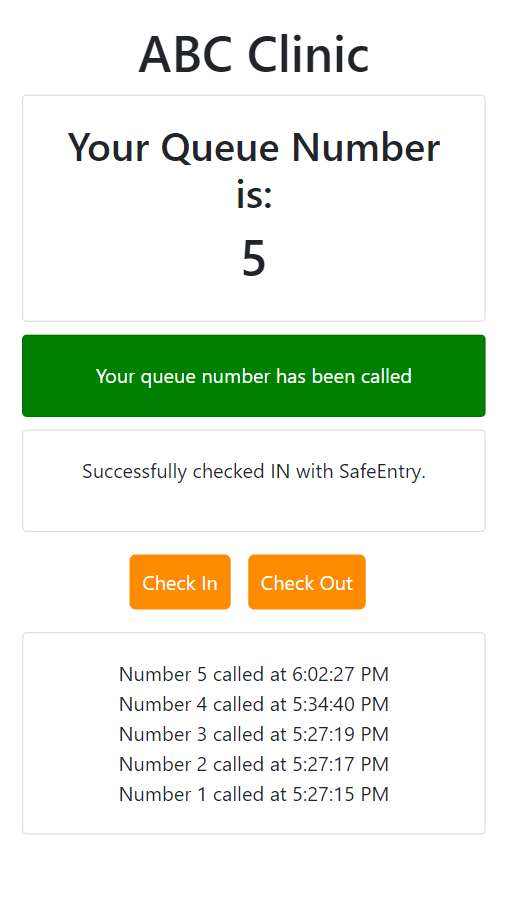 ABC Clinic
Your Queue Number
is:
5
Your queue number has been called
Successfully checked IN with SafeEntry.
Check In Check Out
Number 5 called at 6:02:27 PM
Number 4 called at 5:34:40 PM
Number 3 called at 5:27:19 PM
Number 2 called at 5:27:17 PM
Number 1 called at 5:27:15 PM